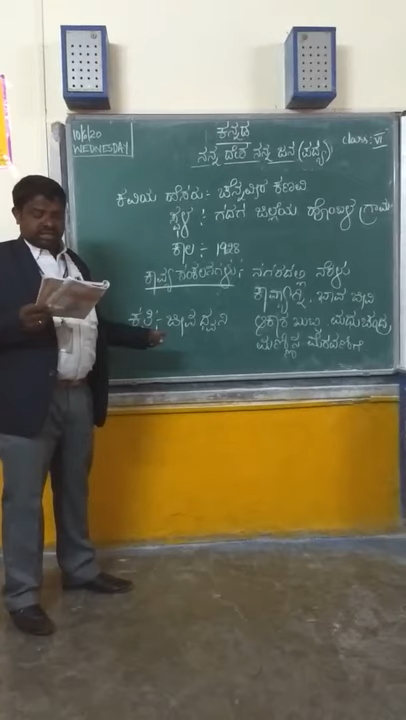 10/6/20
WEDNESDAY
ಕನ್ನಡ
class: VI
ನನ್ನ ದೇಶ ನನ್ನ ಜನ (ಪದ್ಯ)
ಕವಿಯ ಹೆಸರು:- ಚೆನ್ನವೀರ ಕಣವಿ
ಸ್ಥಳ : ಗದಗ ಜಿಲ್ಲೆಯ ಹೊಂಬಳ ಗ್ರಾಮ
ಕಾಲ :- 1928
ಕಾವ್ಯ ಸಂಕಲನಗಳು:- ನಗರದಲ್ಲಿ ನೆರಳು
ಕಾವ್ಯಾಕ್ಷಿ, ಭಾವ ಜೀವಿ
ಕೃತಿ:- ಜೀವ ಧ್ವನಿ ಆಕಾಶ ಬುಟ್ಟಿ ಮಧುಚಂದ್ರ
ಮಣ್ಣಿನ ಮೆರವಣಿಗೆ